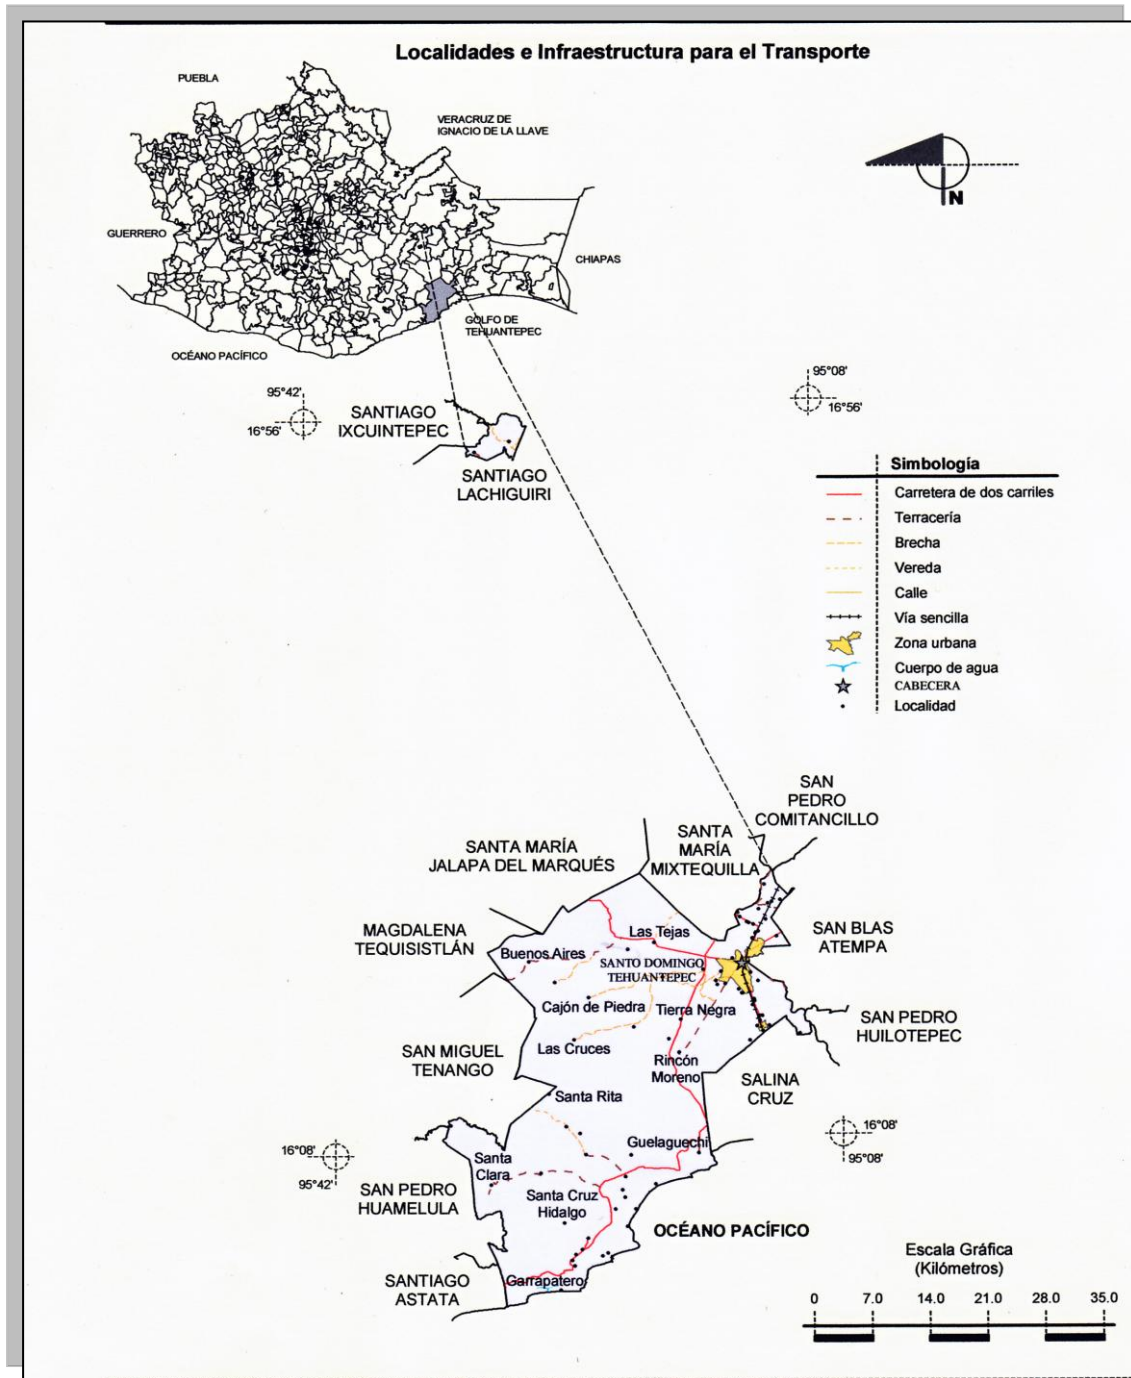 Localidades e Infraestructura para el Transporte
PUEBLA
VERACRUZ DE
IGNACIO DE LA LLAVE
N
GUERRERO
CHIAPAS
GOLFO DE
TEHUANTEPEC
OCÉANO PACÍFICO
95°42'
16°56'
95°08'
16°56'
SANTIAGO
IXCUINTEPEC
SANTIAGO
LACHIGUIRI
Simbología
Carretera de dos carriles
Terracería
Brecha
Vereda
Calle
Vía sencilla
Zona urbana
Cuerpo de agua
CABECERA
Localidad
SAN
PEDRO
COMITANCILLO
SANTA MARÍA
JALAPA DEL MARQUÉS
SANTA
MARÍA
MIXTEQUILLA
MAGDALENA
TEQUISISTLÁN
SAN BLAS
ATEMPA
Las Tejas
Buenos Aires
SANTO DOMINGO
TEHUANTEPEC
Cajón de Piedra
Tierra Negra
SAN PEDRO
HUILOTEPEC
Las Cruces
SAN MIGUEL
TENANGO
Rincón
Moreno
SALINA
CRUZ
Santa Rita
16°08'
95°08'
Guelaguechi
16°08'
95°42'
Santa
Clara
SAN PEDRO
HUAMELULA
Santa Cruz
Hidalgo
OCÉANO PACÍFICO
Garrapatero
SANTIAGO
ASTATA
Escala Gráfica
(Kilómetros)
0 7.0 14.0 21.0 28.0 35.0